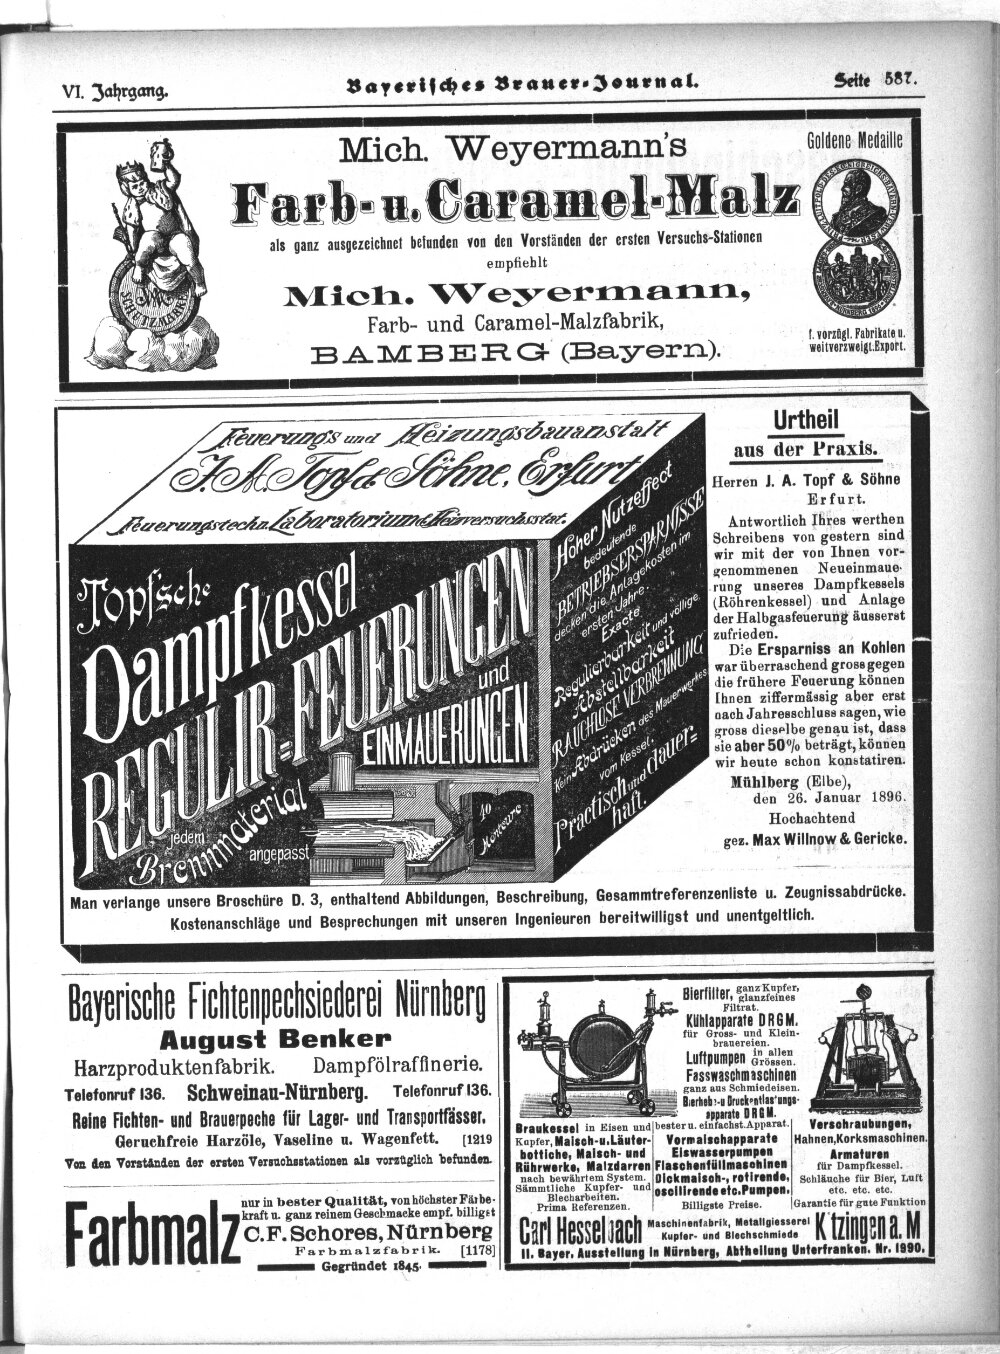 VI. Jahrgang.
Bayerisches Brauer-Journal.
Seite 587.
SCHUTZMARKE
Mich. Weyermann's
Farb- u. Caramel-Malz
als ganz ausgezeichnet befunden von den Vorständen der ersten Versuchs-Stationen
empfiehlt
Mich. Weyermann,
Farb- und Caramel-Malzfabrik,
BAMBERG (Bayern).
Goldene Medaille
f. vorzügl. Fabrikate u.
weitverzweigt. Export.
Feuerungs und Heizungsbauanstalt
J. A. Topf & Söhne, Erfurt
Feuerungstechn. Laboratorium & Heizversuchsstat.
Topf'sche
Dampfkessel
REGULIR=FEUERUNGEN
und
EINMAUERUNGEN
jedem
Brennmaterial
angepasst
40
Monteure
Hoher Nutzeffect
bedeutende
BETRIEBSERSPARNISSE
decken die Anlagekosten im
ersten Jahre.
Exacte
Regulierbarkeit und völlige
Abstellbarkeit
RAUCHLOSE VERBRENNUNG
Kein Abdrücken des Mauerwerkes
vom Kessel.
Practisch und dauer=
haft.
Urtheil
aus der Praxis.
Herren J. A. Topf & Söhne
Erfurt.
Antwortlich Ihres werthen
Schreibens von gestern sind
wir mit der von Ihnen vor-
genommenen Neueinmaue-
rung unseres Dampfkessels
(Röhrenkessel) und Anlage
der Halbgasfeuerung äusserst
zufrieden.
Die Ersparniss an Kohlen
war überraschend gross gegen
die frühere Feuerung können
Ihnen ziffermässig aber erst
nach Jahresschluss sagen, wie
gross dieselbe genau ist, dass
sie aber 50% beträgt, können
wir heute schon konstatiren.
Mühlberg (Elbe),
den 26. Januar 1896.
Hochachtend
gez. Max Willnow & Gericke.
Man verlange unsere Broschüre D. 3, enthaltend Abbildungen, Beschreibung, Gesammtreferenzenliste u. Zeugnissabdrücke.
Kostenanschläge und Besprechungen mit unseren Ingenieuren bereitwilligst und unentgeltlich.
Bayerische Fichtenpechsiederei Nürnberg
August Benker
Harzproduktenfabrik. Dampfölraffinerie.
Telefonruf 136. Schweinau-Nürnberg. Telefonruf 136.
Reine Fichten- und Brauerpeche für Lager- und Transportfässer.
Geruchfreie Harzöle, Vaseline u. Wagenfett. [1219
Von den Vorständen der ersten Versuchsstationen als vorzüglich befunden.
Farbmalz
nur in bester Qualität, von höchster Färbe-
kraft u. ganz reinem Geschmacke empf. billigst
C. F. Schores, Nürnberg
Farbmalzfabrik. [1178]
Gegründet 1845.
Bierfilter, ganz Kupfer,
glanzfeines
Filtrat.
Kühlapparate DRGM.
für Gross- und Klein-
brauereien.
Luftpumpen in allen
Grössen.
Fasswaschmaschinen
ganz aus Schmiedeisen.
Bierheb- u Druckentlastungs-
apparate DRGM.
bester u. einfachst. Apparat.
Braukessel in Eisen und
Kupfer, Maisch- u. Läuter-
bottiche, Maisch- und
Rührwerke, Malzdarren
nach bewährtem System.
Sämmtliche Kupfer- und
Blecharbeiten.
Prima Referenzen.
Vormaischapparate
Eiswasserpumpen
Flaschenfüllmaschinen
Dickmaisch-, rotirende,
oscilirende etc. Pumpen.
Billigste Preise.
Verschraubungen,
Hahnen, Korksmaschinen.
Armaturen
für Dampfkessel.
Schläuche für Bier, Luft
etc. etc. etc.
Garantie für gute Funktion
Carl Hesselbach Maschinenfabrik, Metallgiesserei
Kupfer- und Blechschmiede K tzingen a. M
II. Bayer. Ausstellung in Nürnberg, Abtheilung Unterfranken. Nr. 1990.